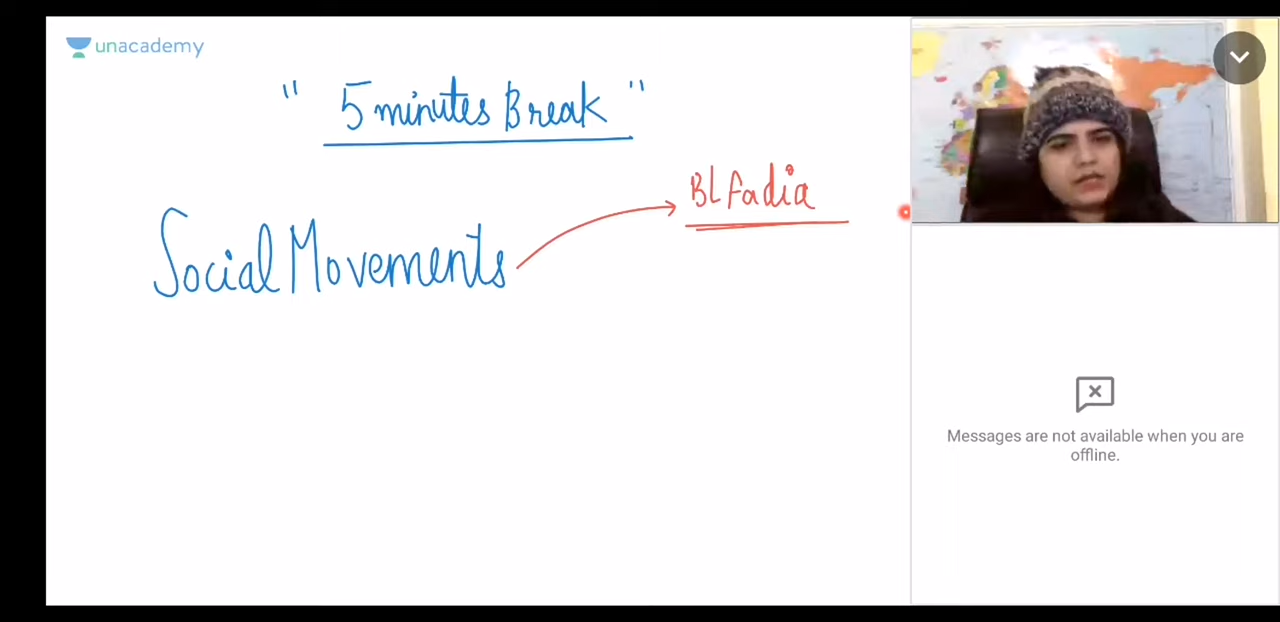 unacademy
" 5 minutes Break "
BL fadia
Social Movements
Messages are not available when you are
offline.